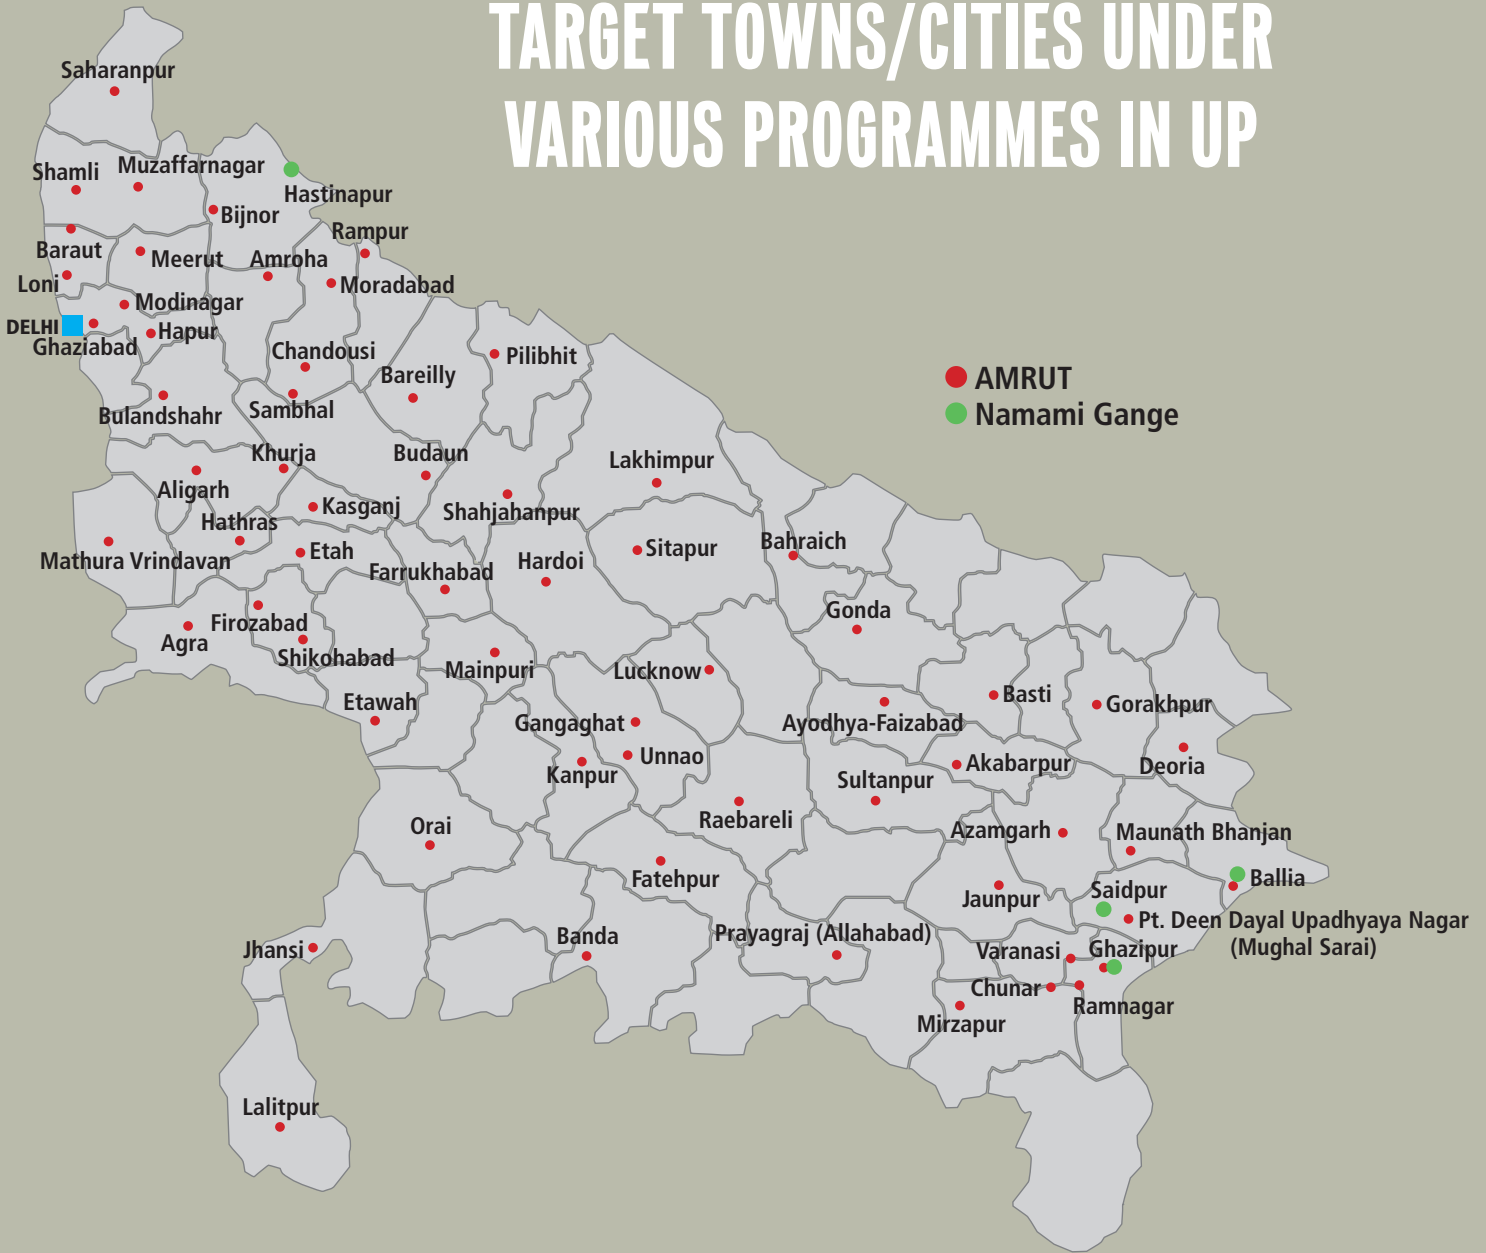 TARGET TOWNS/CITIES UNDER
VARIOUS PROGRAMMES IN UP
Saharanpur
Shamli
Muzaffarnagar
Hastinapur
Bijnor
Rampur
Baraut
Meerut
Amroha
Loni
Moradabad
Modinagar
DELHI
Hapur
Ghaziabad
Chandousi
Pilibhit
Bareilly
AMRUT
Namami Gange
Bulandshahr
Sambhal
Khurja
Budaun
Lakhimpur
Aligarh
Kasganj
Shahjahanpur
Hathras
Bahraich
Sitapur
Etah
Mathura Vrindavan
Hardoi
Farrukhabad
Gonda
Firozabad
Agra
Shikohabad
Mainpuri
Lucknow
Basti
Etawah
Gorakhpur
Gangaghat
Ayodhya-Faizabad
Unnao
Akabarpur
Deoria
Kanpur
Sultanpur
Raebareli
Orai
Azamgarh
Maunath Bhanjan
Fatehpur
Ballia
Saidpur
Jaunpur
Pt. Deen Dayal Upadhyaya Nagar
(Mughal Sarai)
Banda
Prayagraj (Allahabad)
Jhansi
Varanasi
Ghazipur
Chunar
Ramnagar
Mirzapur
Lalitpur